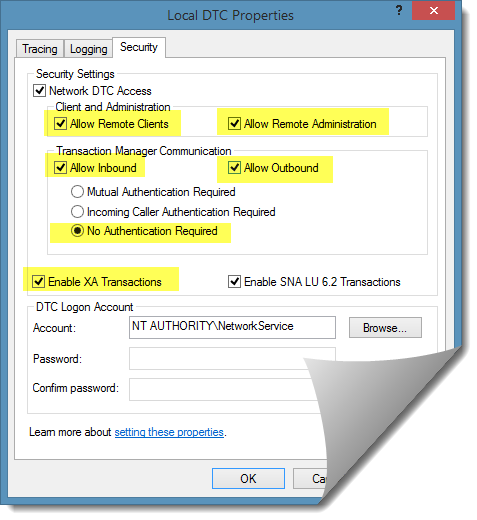 Local DTC Properties
?
Tracing
Logging
Security
Security Settings
Network DTC Access
Client and Administration
Allow Remote Clients
Allow Remote Administration
Transaction Manager Communication
Allow Inbound
Allow Outbound
Mutual Authentication Required
Incoming Caller Authentication Required
No Authentication Required
Enable XA Transactions
Enable SNA LU 6.2 Transactions
DTC Logon Account
Account:
NT AUTHORITY\NetworkService
Browse...
Password:
Confirm password:
Learn more about setting these properties.
OK